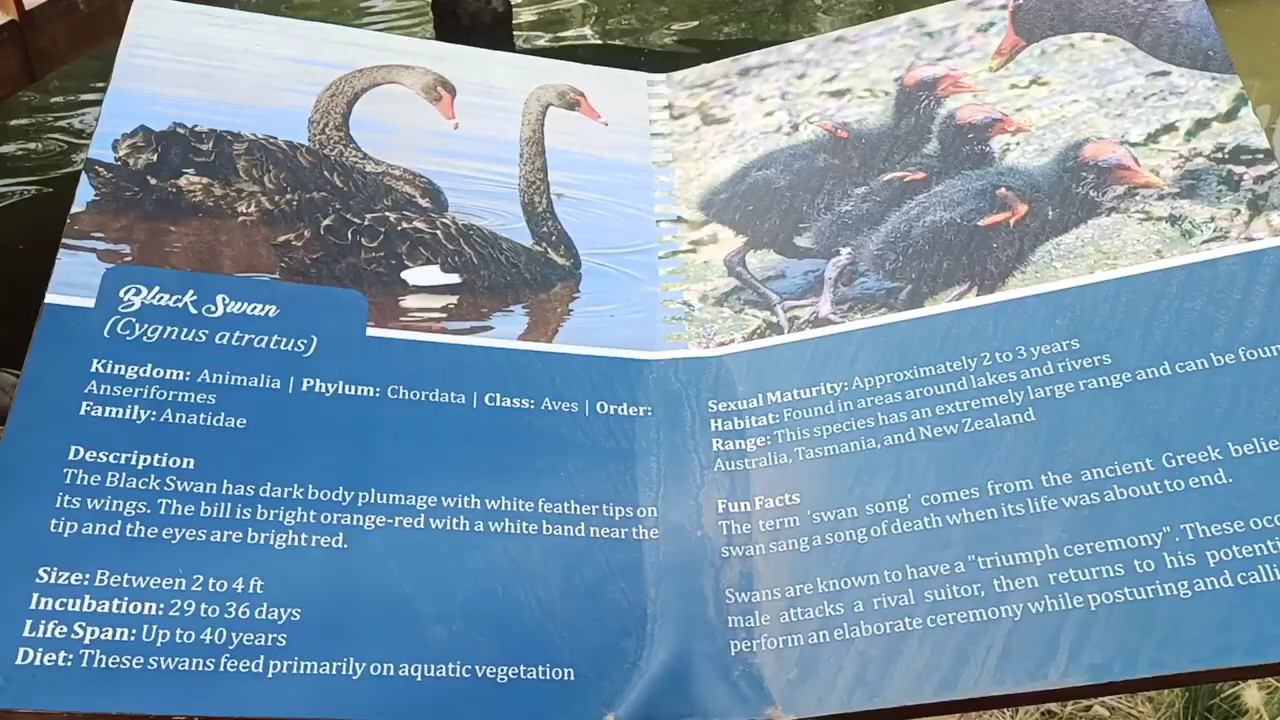 Black Swan
(Cygnus atratus)
Kingdom: Animalia | Phylum: Chordata | Class: Aves | Order:
Anseriformes
Family: Anatidae
Description
The Black Swan has dark body plumage with white feather tips on
its wings. The bill is bright orange-red with a white band near the
tip and the eyes are bright red.
Size: Between 2 to 4 ft
Incubation: 29 to 36 days
Life Span: Up to 40 years
Diet: These swans feed primarily on aquatic vegetation
Sexual Maturity: Approximately 2 to 3 years
Habitat: Found in areas around lakes and rivers
Range: This species has an extremely large range and can be
Australia, Tasmania, and New Zealand
Fun Facts
The term 'swan song' comes from the ancient Greek
swan sang a song of death when its life was about to end.
Swans are known to have a "triumph ceremony". These
male attacks a rival suitor, then returns to his
perform an elaborate ceremony while posturing and